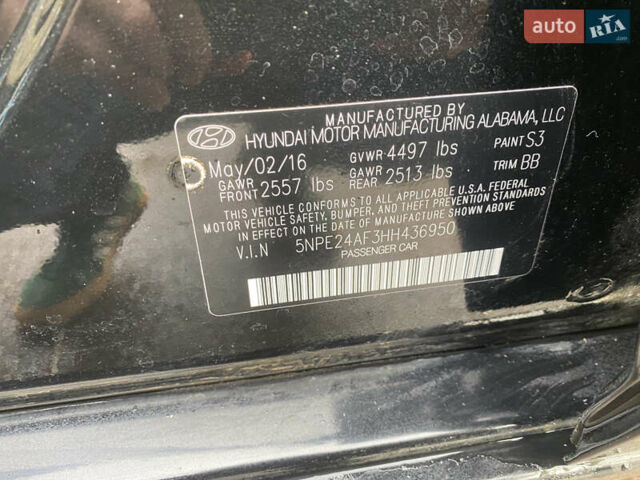 auto RIA
.com
MANUFACTURED BY
HYUNDAI MOTOR MANUFACTURING ALABAMA, LLC
May/02/16 GVWR 4497 lbs PAINT S3
GAWR FRONT 2557 lbs GAWR REAR 2513 lbs TRIM BB
THIS VEHICLE CONFORMS TO ALL APPLICABLE U.S.A. FEDERAL
MOTOR VEHICLE SAFETY, BUMPER, AND THEFT PREVENTION STANDARDS
IN EFFECT ON THE DATE OF MANUFACTURE SHOWN ABOVE.
V.I.N 5NPE24AF3HH436950
PASSENGER CAR